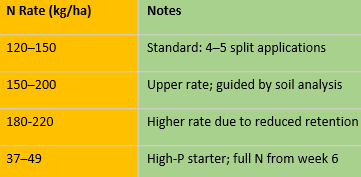 N Rate (kg/ha) Notes
120–150 Standard: 4–5 split applications
150–200 Upper rate; guided by soil analysis
180-220 Higher rate due to reduced retention
37–49 High-P starter; full N from week 6